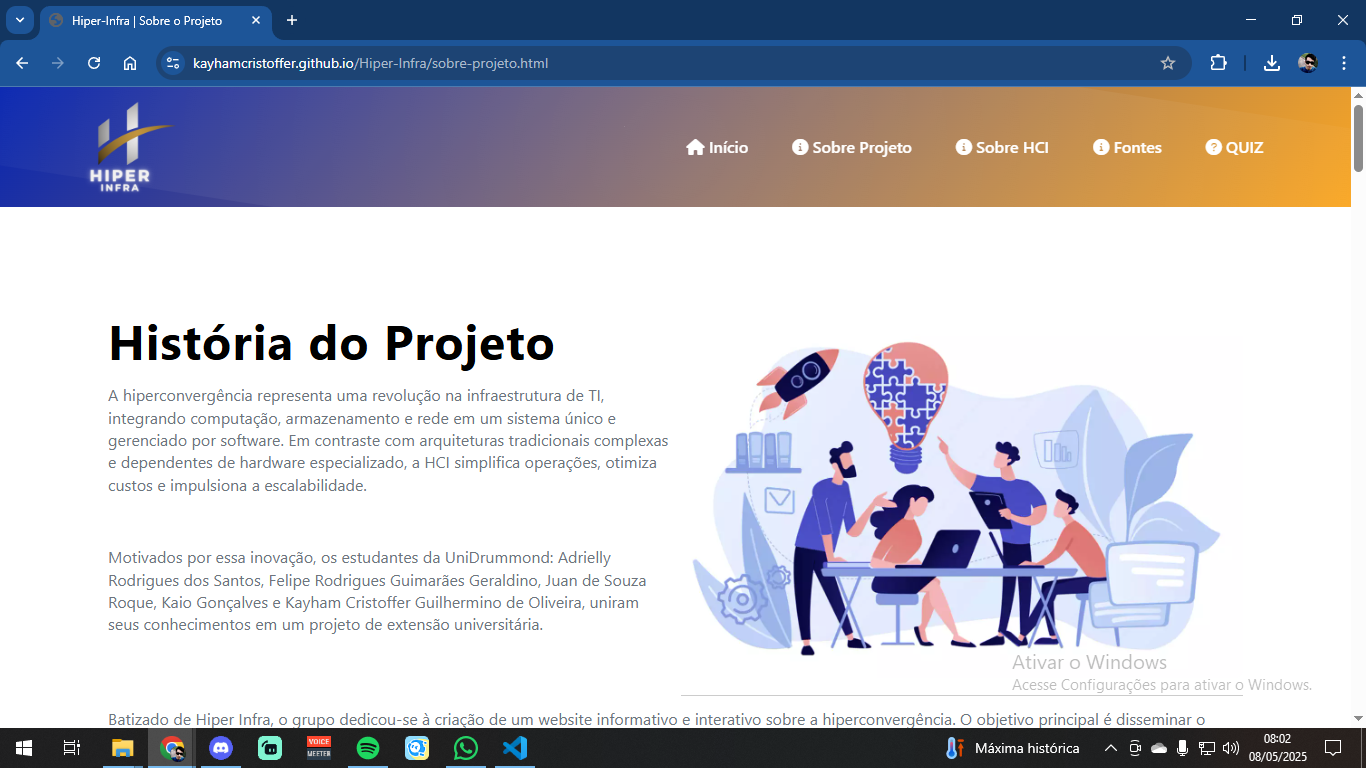 Hiper-Infra | Sobre o Projeto
kayhamcristoffer.github.io/Hiper-Infra/sobre-projeto.html
HIPER
INFRA
Início Sobre Projeto Sobre HCI Fontes QUIZ
História do Projeto
A hiperconvergência representa uma revolução na infraestrutura de TI,
integrando computação, armazenamento e rede em um sistema único e
gerenciado por software. Em contraste com arquiteturas tradicionais complexas
e dependentes de hardware especializado, a HCI simplifica operações, otimiza
custos e impulsiona a escalabilidade.
Motivados por essa inovação, os estudantes da UniDrummond: Adrielly
Rodrigues dos Santos, Felipe Rodrigues Guimarães Geraldino, Juan de Souza
Roque, Kaio Gonçalves e Kayham Cristoffer Guilhermino de Oliveira, uniram
seus conhecimentos em um projeto de extensão universitária.
Ativar o Windows
Acesse Configurações para ativar o Windows.
Batizado de Hiper Infra, o grupo dedicou-se à criação de um website informativo e interativo sobre a hiperconvergência. O objetivo principal é disseminar o
VOICE
MEETER
Máxima histórica
08:02
08/05/2025